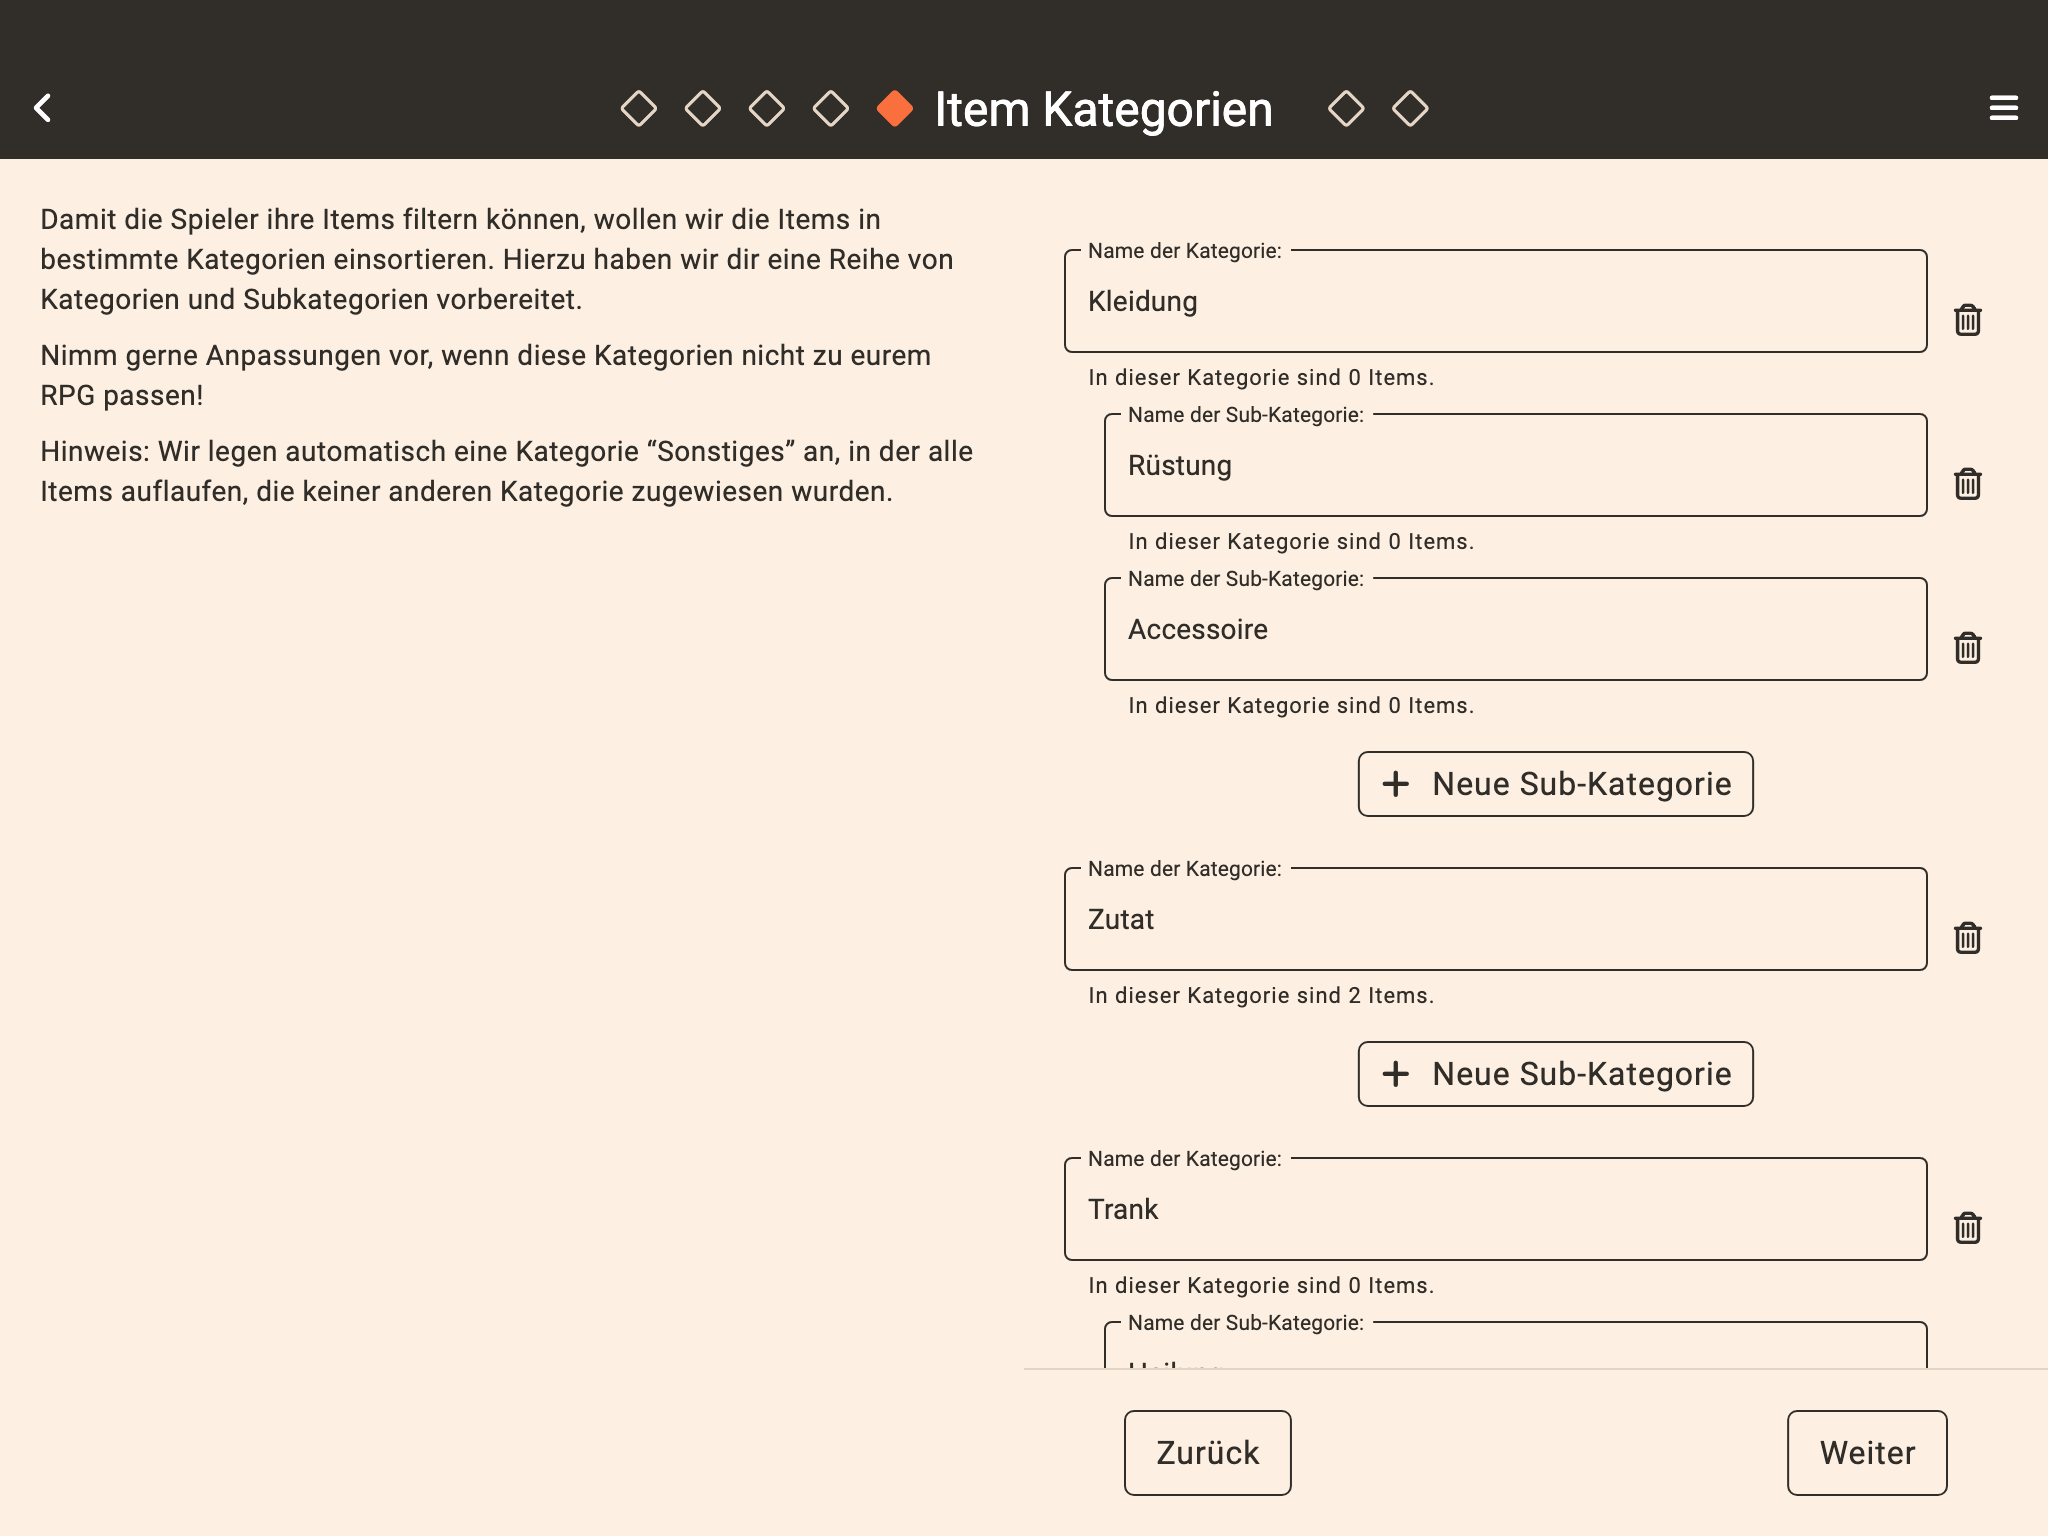 Item Kategorien
Damit die Spieler ihre Items filtern können, wollen wir die Items in
bestimmte Kategorien einsortieren. Hierzu haben wir dir eine Reihe von
Kategorien und Subkategorien vorbereitet.
Nimm gerne Anpassungen vor, wenn diese Kategorien nicht zu eurem
RPG passen!
Hinweis: Wir legen automatisch eine Kategorie “Sonstiges” an, in der alle
Items auflaufen, die keiner anderen Kategorie zugewiesen wurden.
Name der Kategorie:
Kleidung
In dieser Kategorie sind 0 Items.
Name der Sub-Kategorie:
Rüstung
In dieser Kategorie sind 0 Items.
Name der Sub-Kategorie:
Accessoire
In dieser Kategorie sind 0 Items.
+ Neue Sub-Kategorie
Name der Kategorie:
Zutat
In dieser Kategorie sind 2 Items.
+ Neue Sub-Kategorie
Name der Kategorie:
Trank
In dieser Kategorie sind 0 Items.
Name der Sub-Kategorie:
Zurück
Weiter